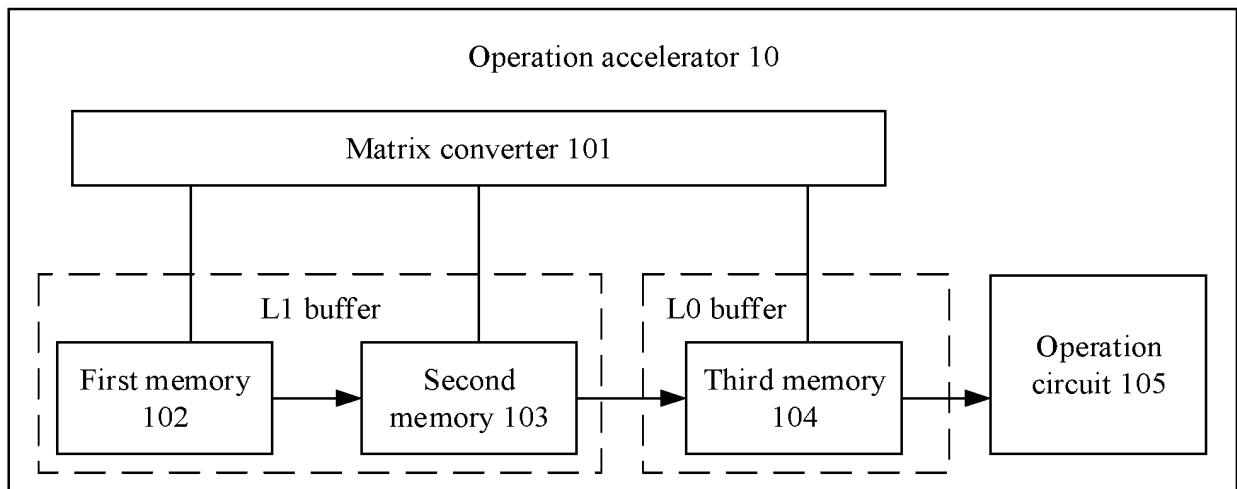 Operation accelerator 10
Matrix converter 101
L1 buffer
L0 buffer
First memory
102
Second
memory 103
Third memory
104
Operation
circuit 105